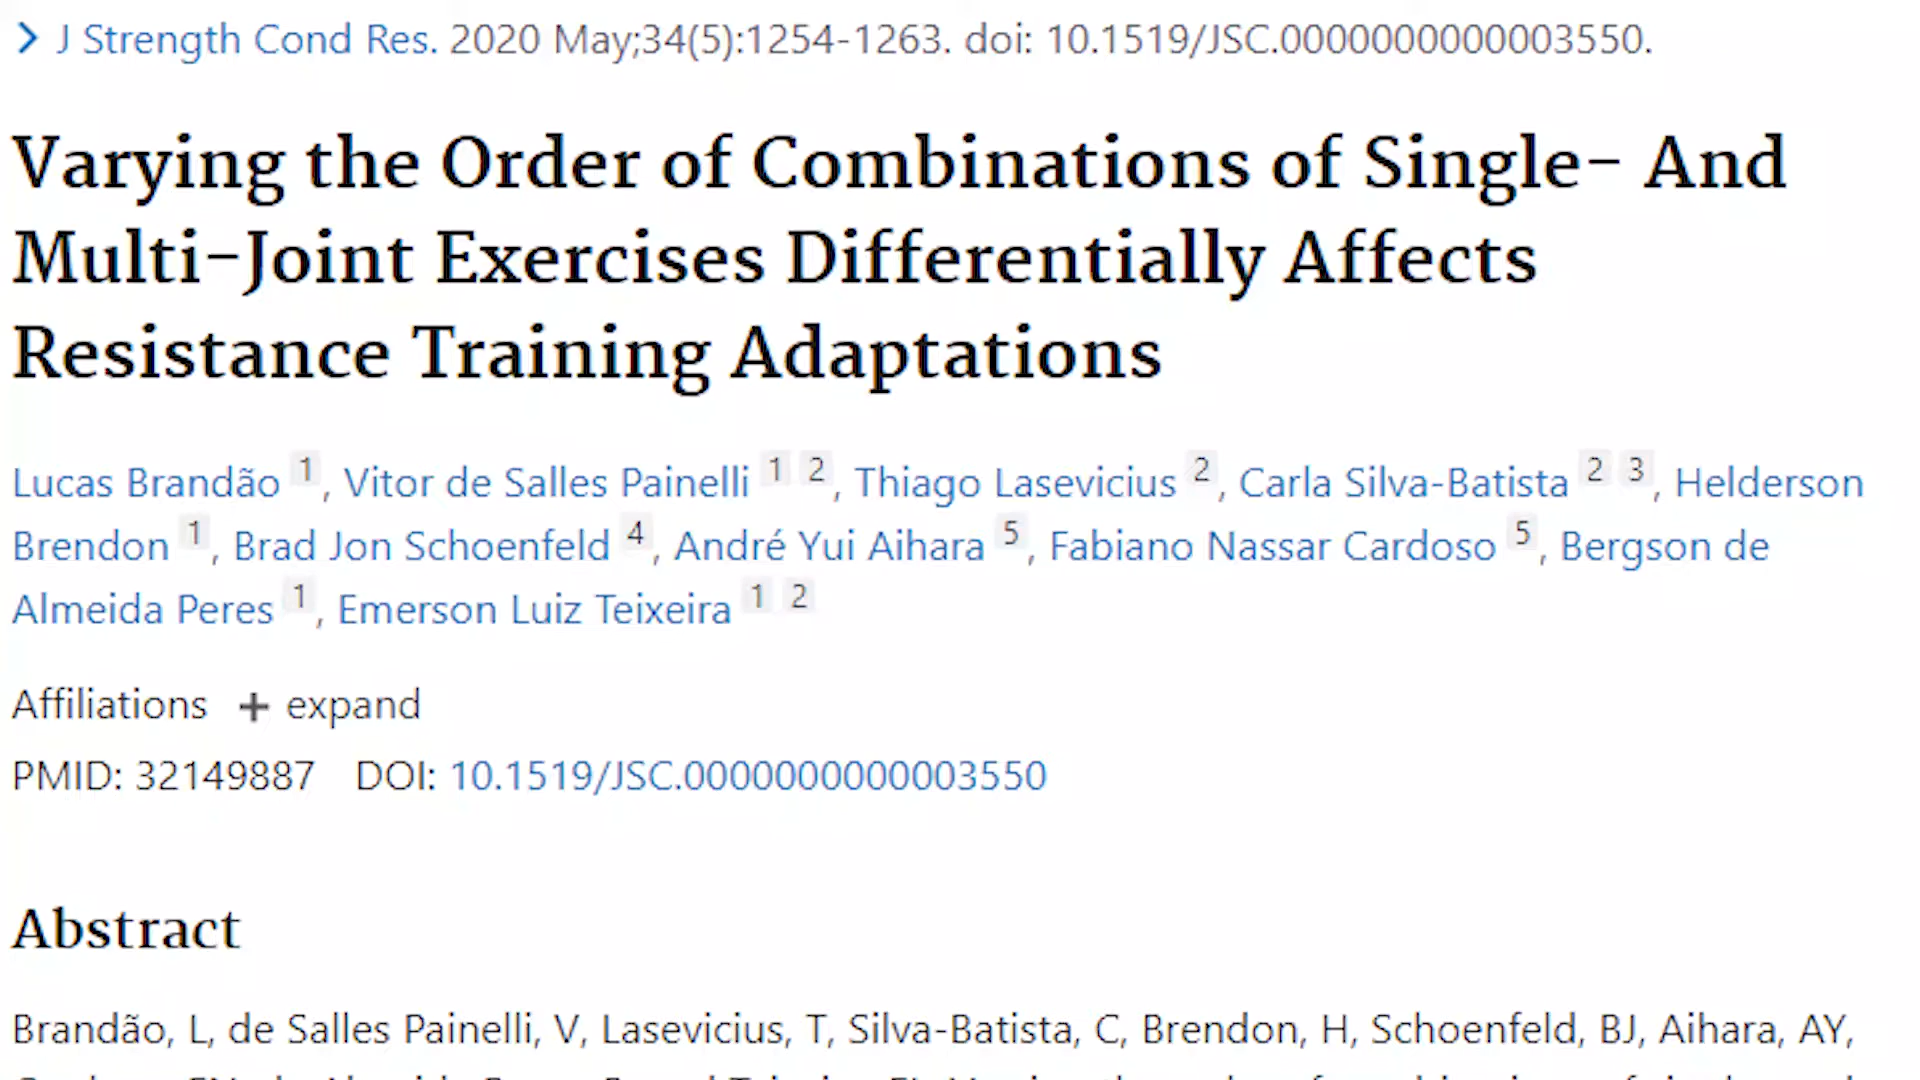 J Strength Cond Res. 2020 May;34(5):1254-1263. doi: 10.1519/JSC.0000000000003550.
Varying the Order of Combinations of Single- And
Multi-Joint Exercises Differentially Affects
Resistance Training Adaptations
Lucas Brandão 1, Vitor de Salles Painelli 1 2, Thiago Lasevicius 2, Carla Silva-Batista 2 3, Helderson
Brendon 1, Brad Jon Schoenfeld 4, André Yui Aihara 5, Fabiano Nassar Cardoso 5, Bergson de
Almeida Peres 1, Emerson Luiz Teixeira 1 2
Affiliations + expand
PMID: 32149887 DOI: 10.1519/JSC.0000000000003550
Abstract
Brandão, L, de Salles Painelli, V, Lasevicius, T, Silva-Batista, C, Brendon, H, Schoenfeld, BJ, Aihara, AY,